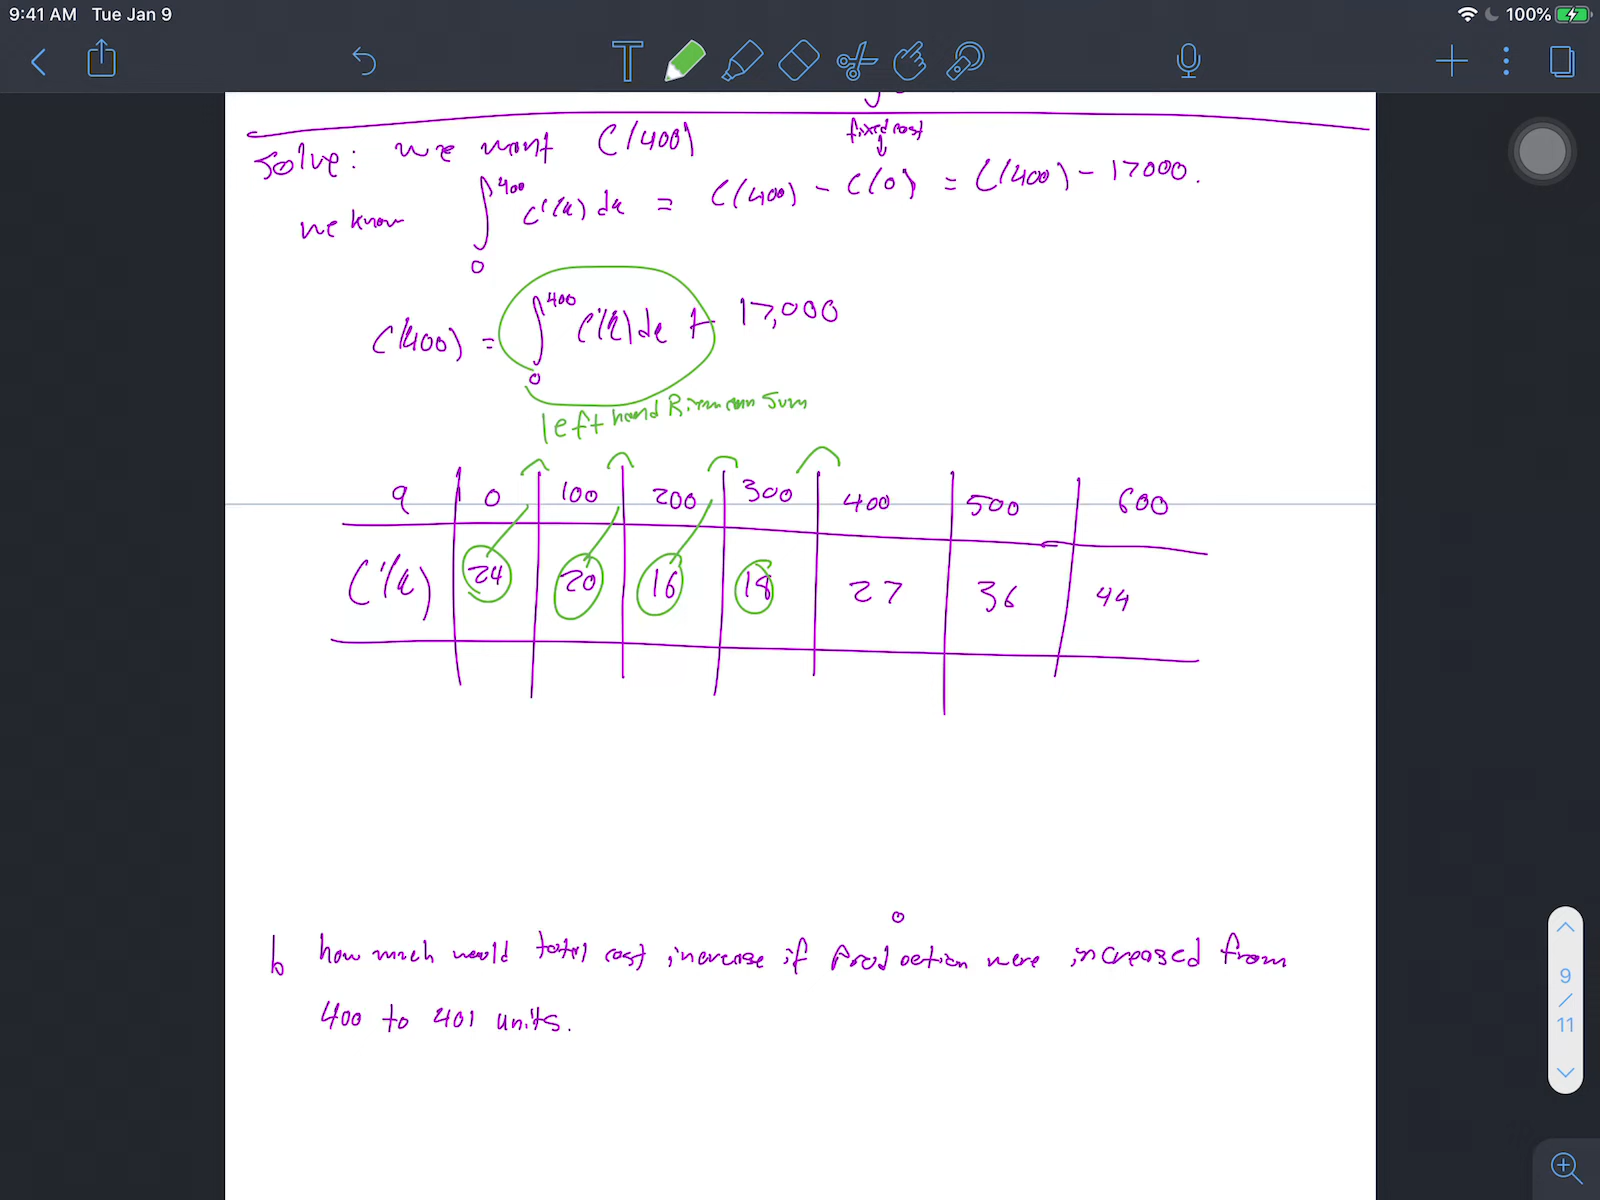 9:41 AM Tue Jan 9
100%
T
fixed cost
Solve: we want C(400)
we know ∫₀⁴⁰⁰ C'(q) dq = C(400) - C(0) = C(400) - 17000.
C(400) = ∫₀⁴⁰⁰ C'(q) dq + 17,000
left hand Riemann Sum
q 0 100 200 300 400 500 600
C'(q) 24 20 16 18 27 36 44
b how much would total cost increase if production were increased from
400 to 401 units.
9
/
11